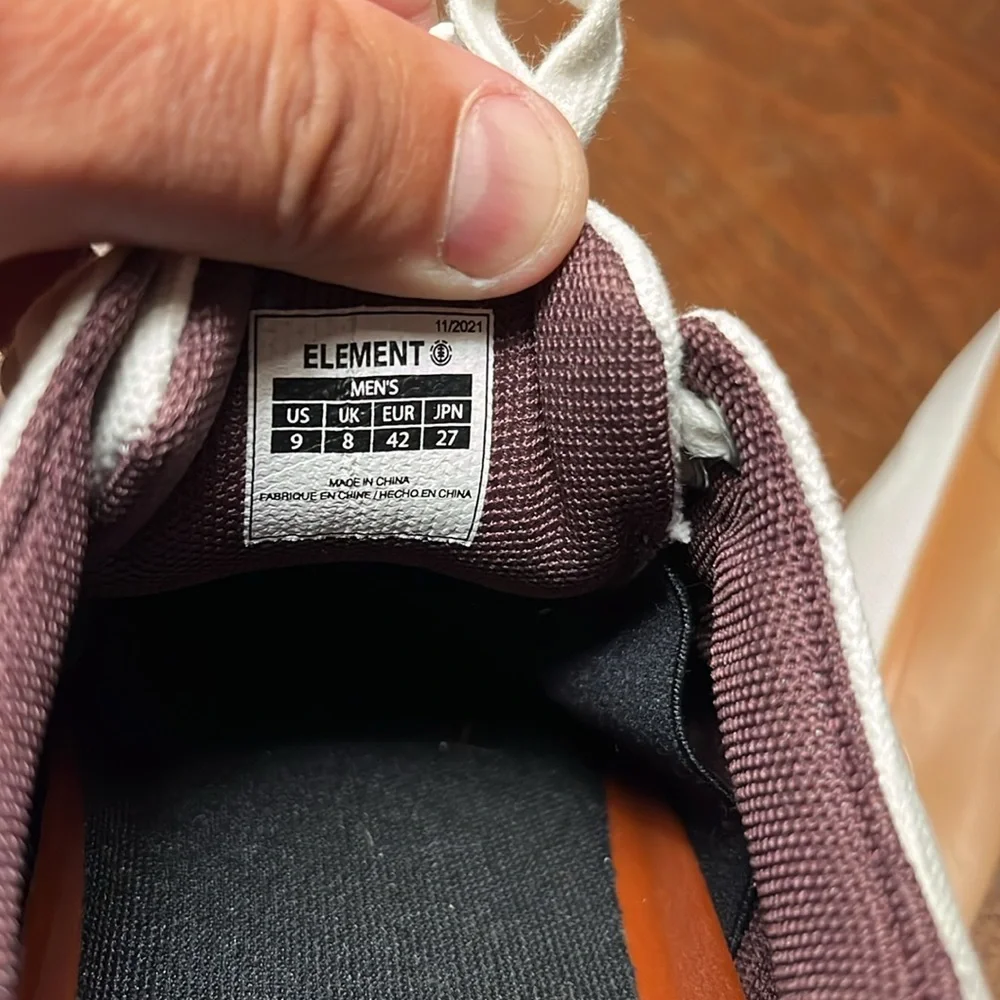 11/2021
ELEMENT
MEN'S
US UK EUR JPN
9 8 42 27
MADE IN CHINA
FABRIQUE EN CHINE / HECHO EN CHINA